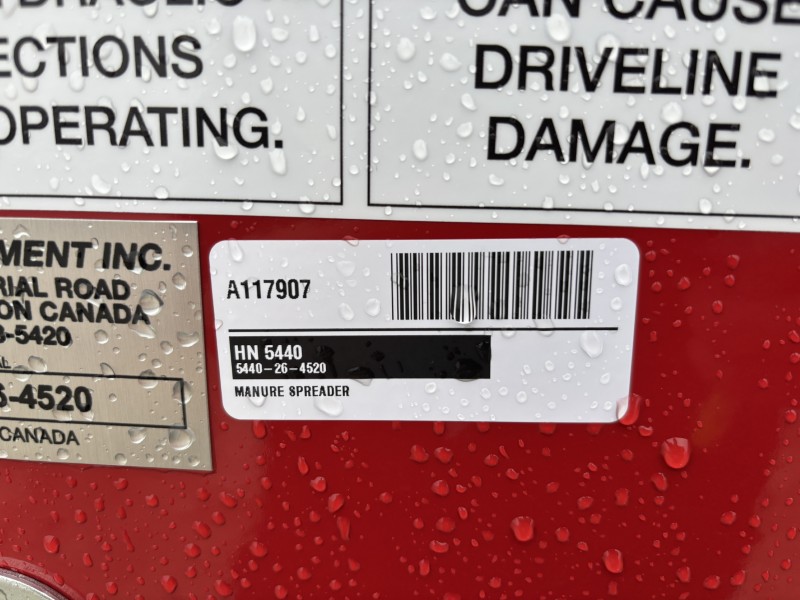 ECTIONS
OPERATING.
CAN CAUSE
DRIVELINE
DAMAGE.
MENT INC.
RIAL ROAD
ON CANADA
-5420
-4520
CANADA
A117907
HN 5440
5440-26-4520
MANURE SPREADER